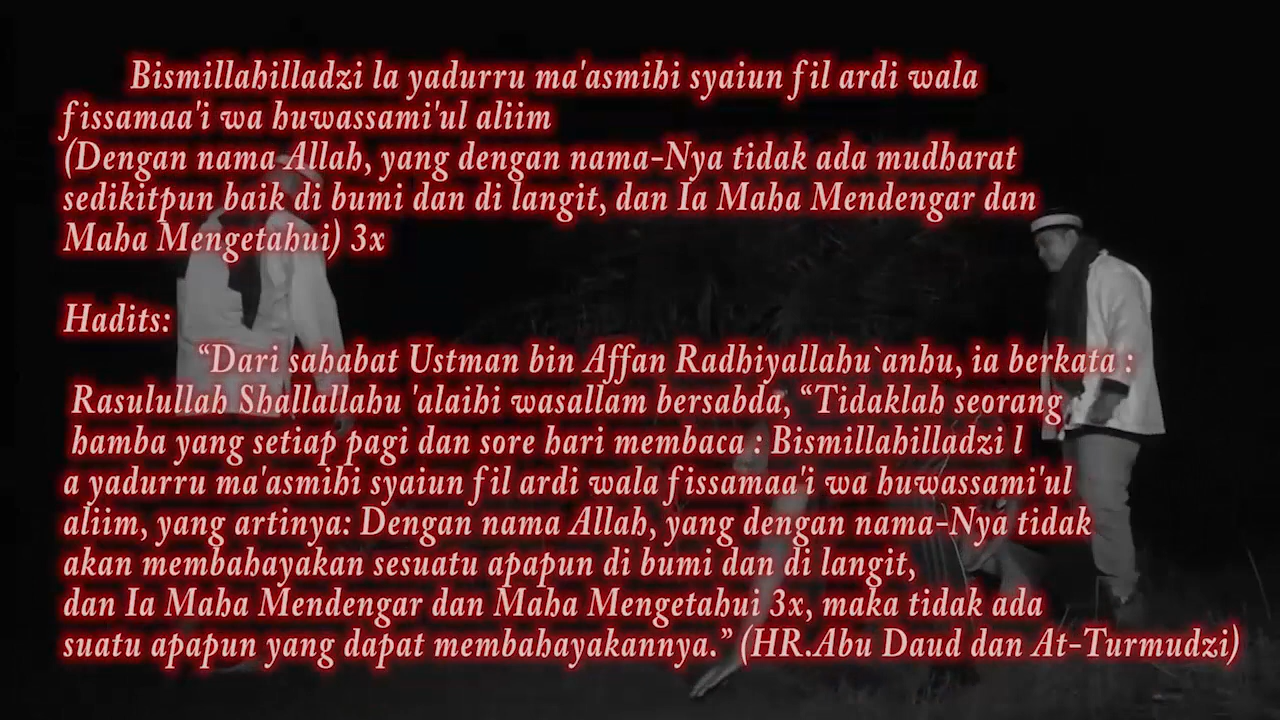 Bismillahilladzi la yadurru ma'asmihi syaiun fil ardi wala
fissamaa'i wa huwassami'ul aliim
(Dengan nama Allah, yang dengan nama-Nya tidak ada mudharat
sedikitpun baik di bumi dan di langit, dan Ia Maha Mendengar dan
Maha Mengetahui) 3x
Hadits:
“Dari sahabat Ustman bin Affan Radhiyallahu`anhu, ia berkata :
Rasulullah Shallallahu 'alaihi wasallam bersabda, “Tidaklah seorang
hamba yang setiap pagi dan sore hari membaca : Bismillahilladzi l
a yadurru ma'asmihi syaiun fil ardi wala fissamaa'i wa huwassami'ul
aliim, yang artinya: Dengan nama Allah, yang dengan nama-Nya tidak
akan membahayakan sesuatu apapun di bumi dan di langit,
dan Ia Maha Mendengar dan Maha Mengetahui 3x, maka tidak ada
suatu apapun yang dapat membahayakannya.” (HR.Abu Daud dan At-Turmudzi)